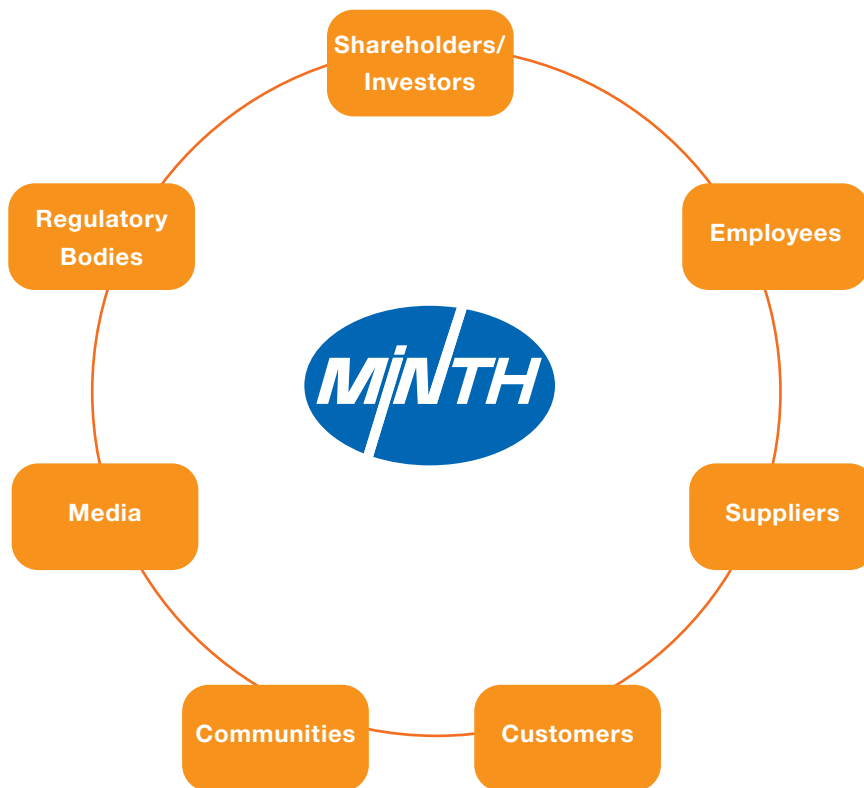 Shareholders/
Investors
Regulatory
Bodies
Employees
MiNTH
Media
Suppliers
Communities
Customers